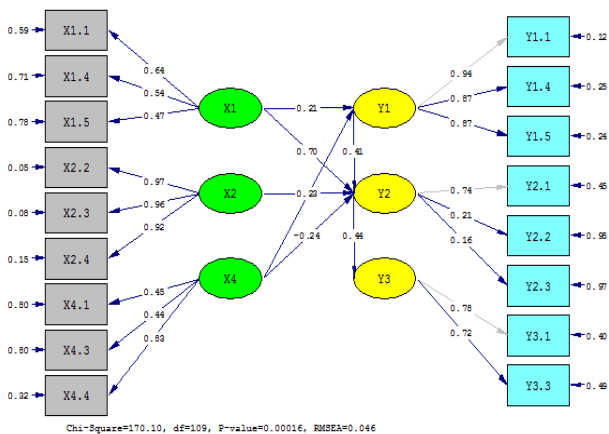 0.59 X1.1
0.71 X1.4
0.78 X1.5
0.05 X2.2
0.08 X2.3
0.15 X2.4
0.80 X4.1
0.80 X4.3
0.32 X4.4
0.64
0.54
0.47
0.97
0.96
0.92
0.45
0.44
0.83
X1
X2
X4
0.21
0.70
0.23
-0.24
Y1
0.41
Y2
0.44
Y3
0.94
0.87
0.87
0.74
0.21
0.16
0.78
0.72
Y1.1 0.12
Y1.4 0.25
Y1.5 0.24
Y2.1 0.45
Y2.2 0.95
Y2.3 0.97
Y3.1 0.40
Y3.3 0.49
Chi-Square=170.10, df=109, P-value=0.00016, RMSEA=0.046